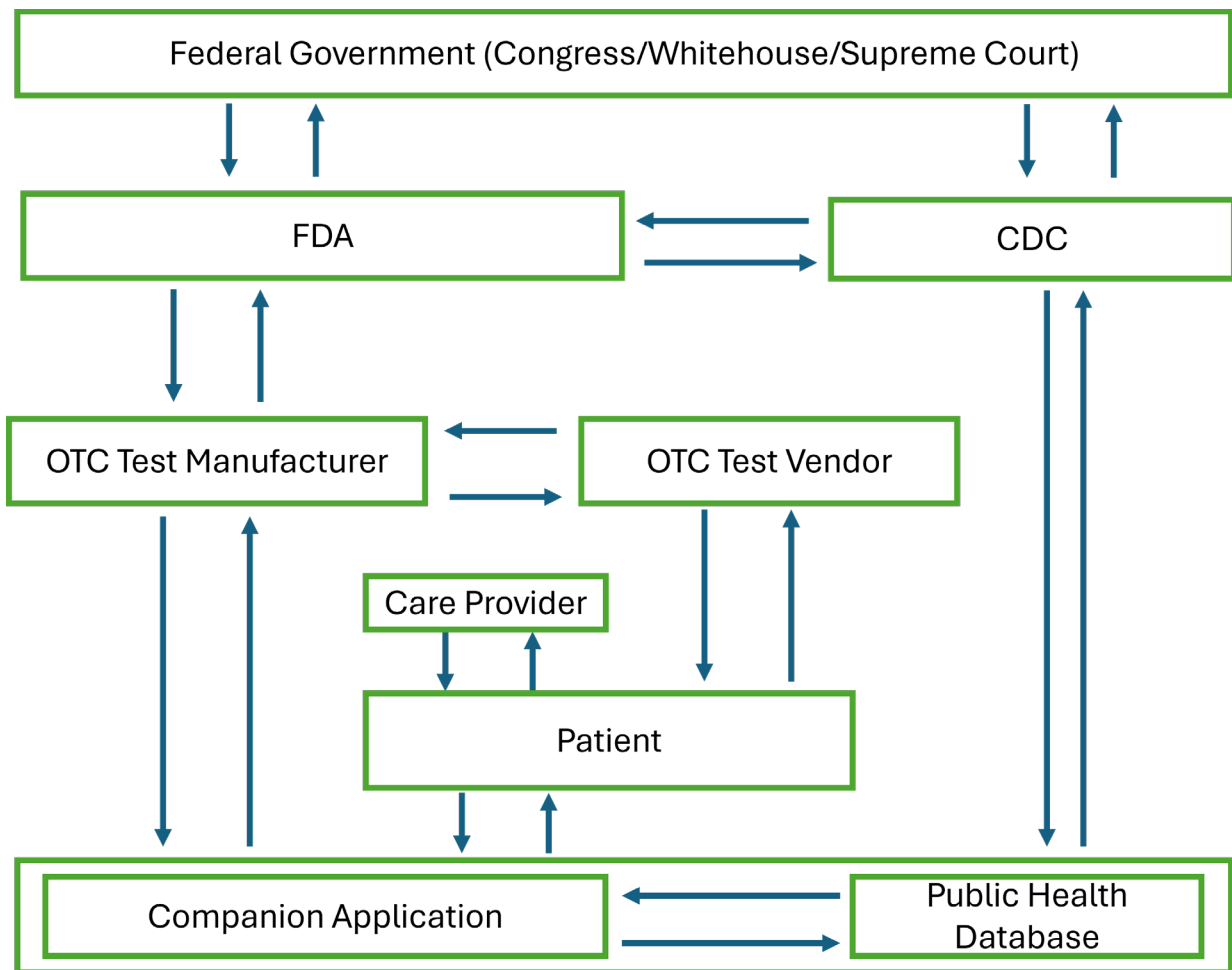 Federal Government (Congress/Whitehouse/Supreme Court)
FDA
CDC
OTC Test Manufacturer
OTC Test Vendor
Care Provider
Patient
Companion Application
Public Health
Database